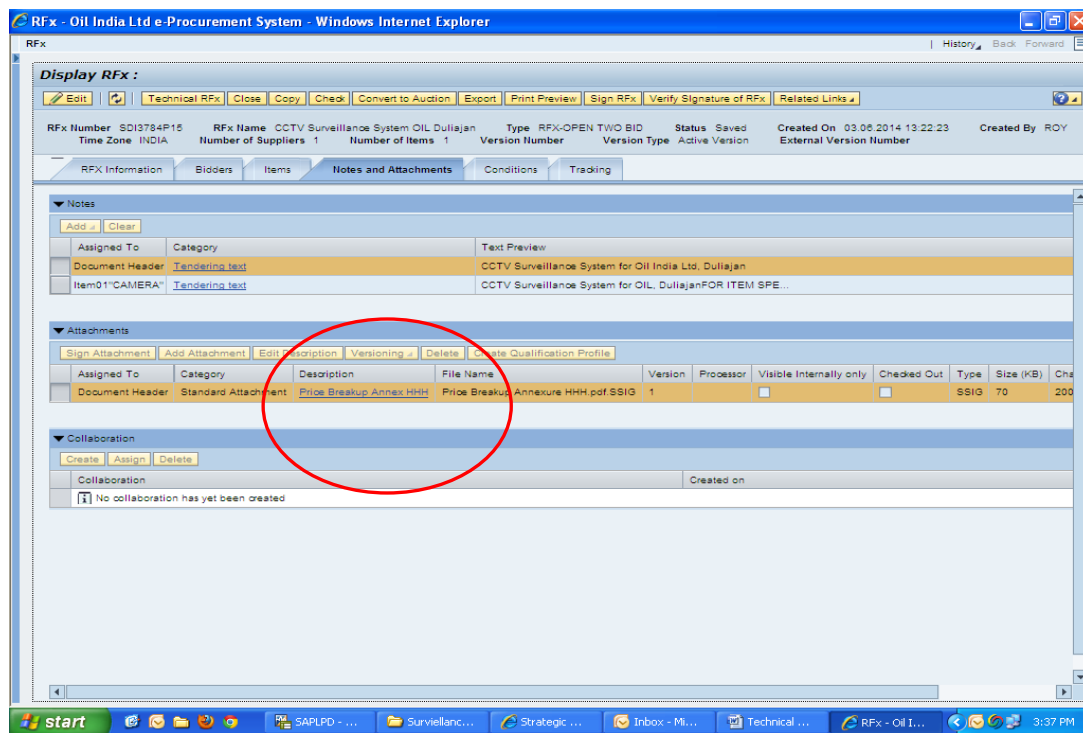 RFx - Oil India Ltd e-Procurement System - Windows Internet Explorer
RFx | History Back Forward
Display RFx :
Edit | Technical RFx Close Copy Check Convert to Auction Export Print Preview Sign RFx Verify Signature of RFx Related Links
RFx Number SDI3784P15 RFx Name CCTV Surveillance System OIL Duliajan Type RFX-OPEN TWO BID Status Saved Created On 03.06.2014 13:22:23 Created By ROY
Time Zone INDIA Number of Suppliers 1 Number of Items 1 Version Number Version Type Active Version External Version Number
RFX Information Bidders Items Notes and Attachments Conditions Tracking
Notes
Add Clear
Assigned To Category Text Preview
Document Header Tendering text CCTV Surveillance System for Oil India Ltd, Duliajan
Item01"CAMERA" Tendering text CCTV Surveillance System for OIL, DuliajanFOR ITEM SPE...
Attachments
Sign Attachment Add Attachment Edit Description Versioning Delete Create Qualification Profile
Assigned To Category Description File Name Version Processor Visible Internally only Checked Out Type Size (KB) Cha
Document Header Standard Attachment Price Breakup Annex HHH Price Breakup Annexure HHH.pdf.SSIG 1 SSIG 70 200
Collaboration
Create Assign Delete
Collaboration Created on
No collaboration has yet been created
start SAPLPD - ... Surviellanc... Strategic ... Inbox - Mi... Technical ... RFx - Oil I... 3:37 PM